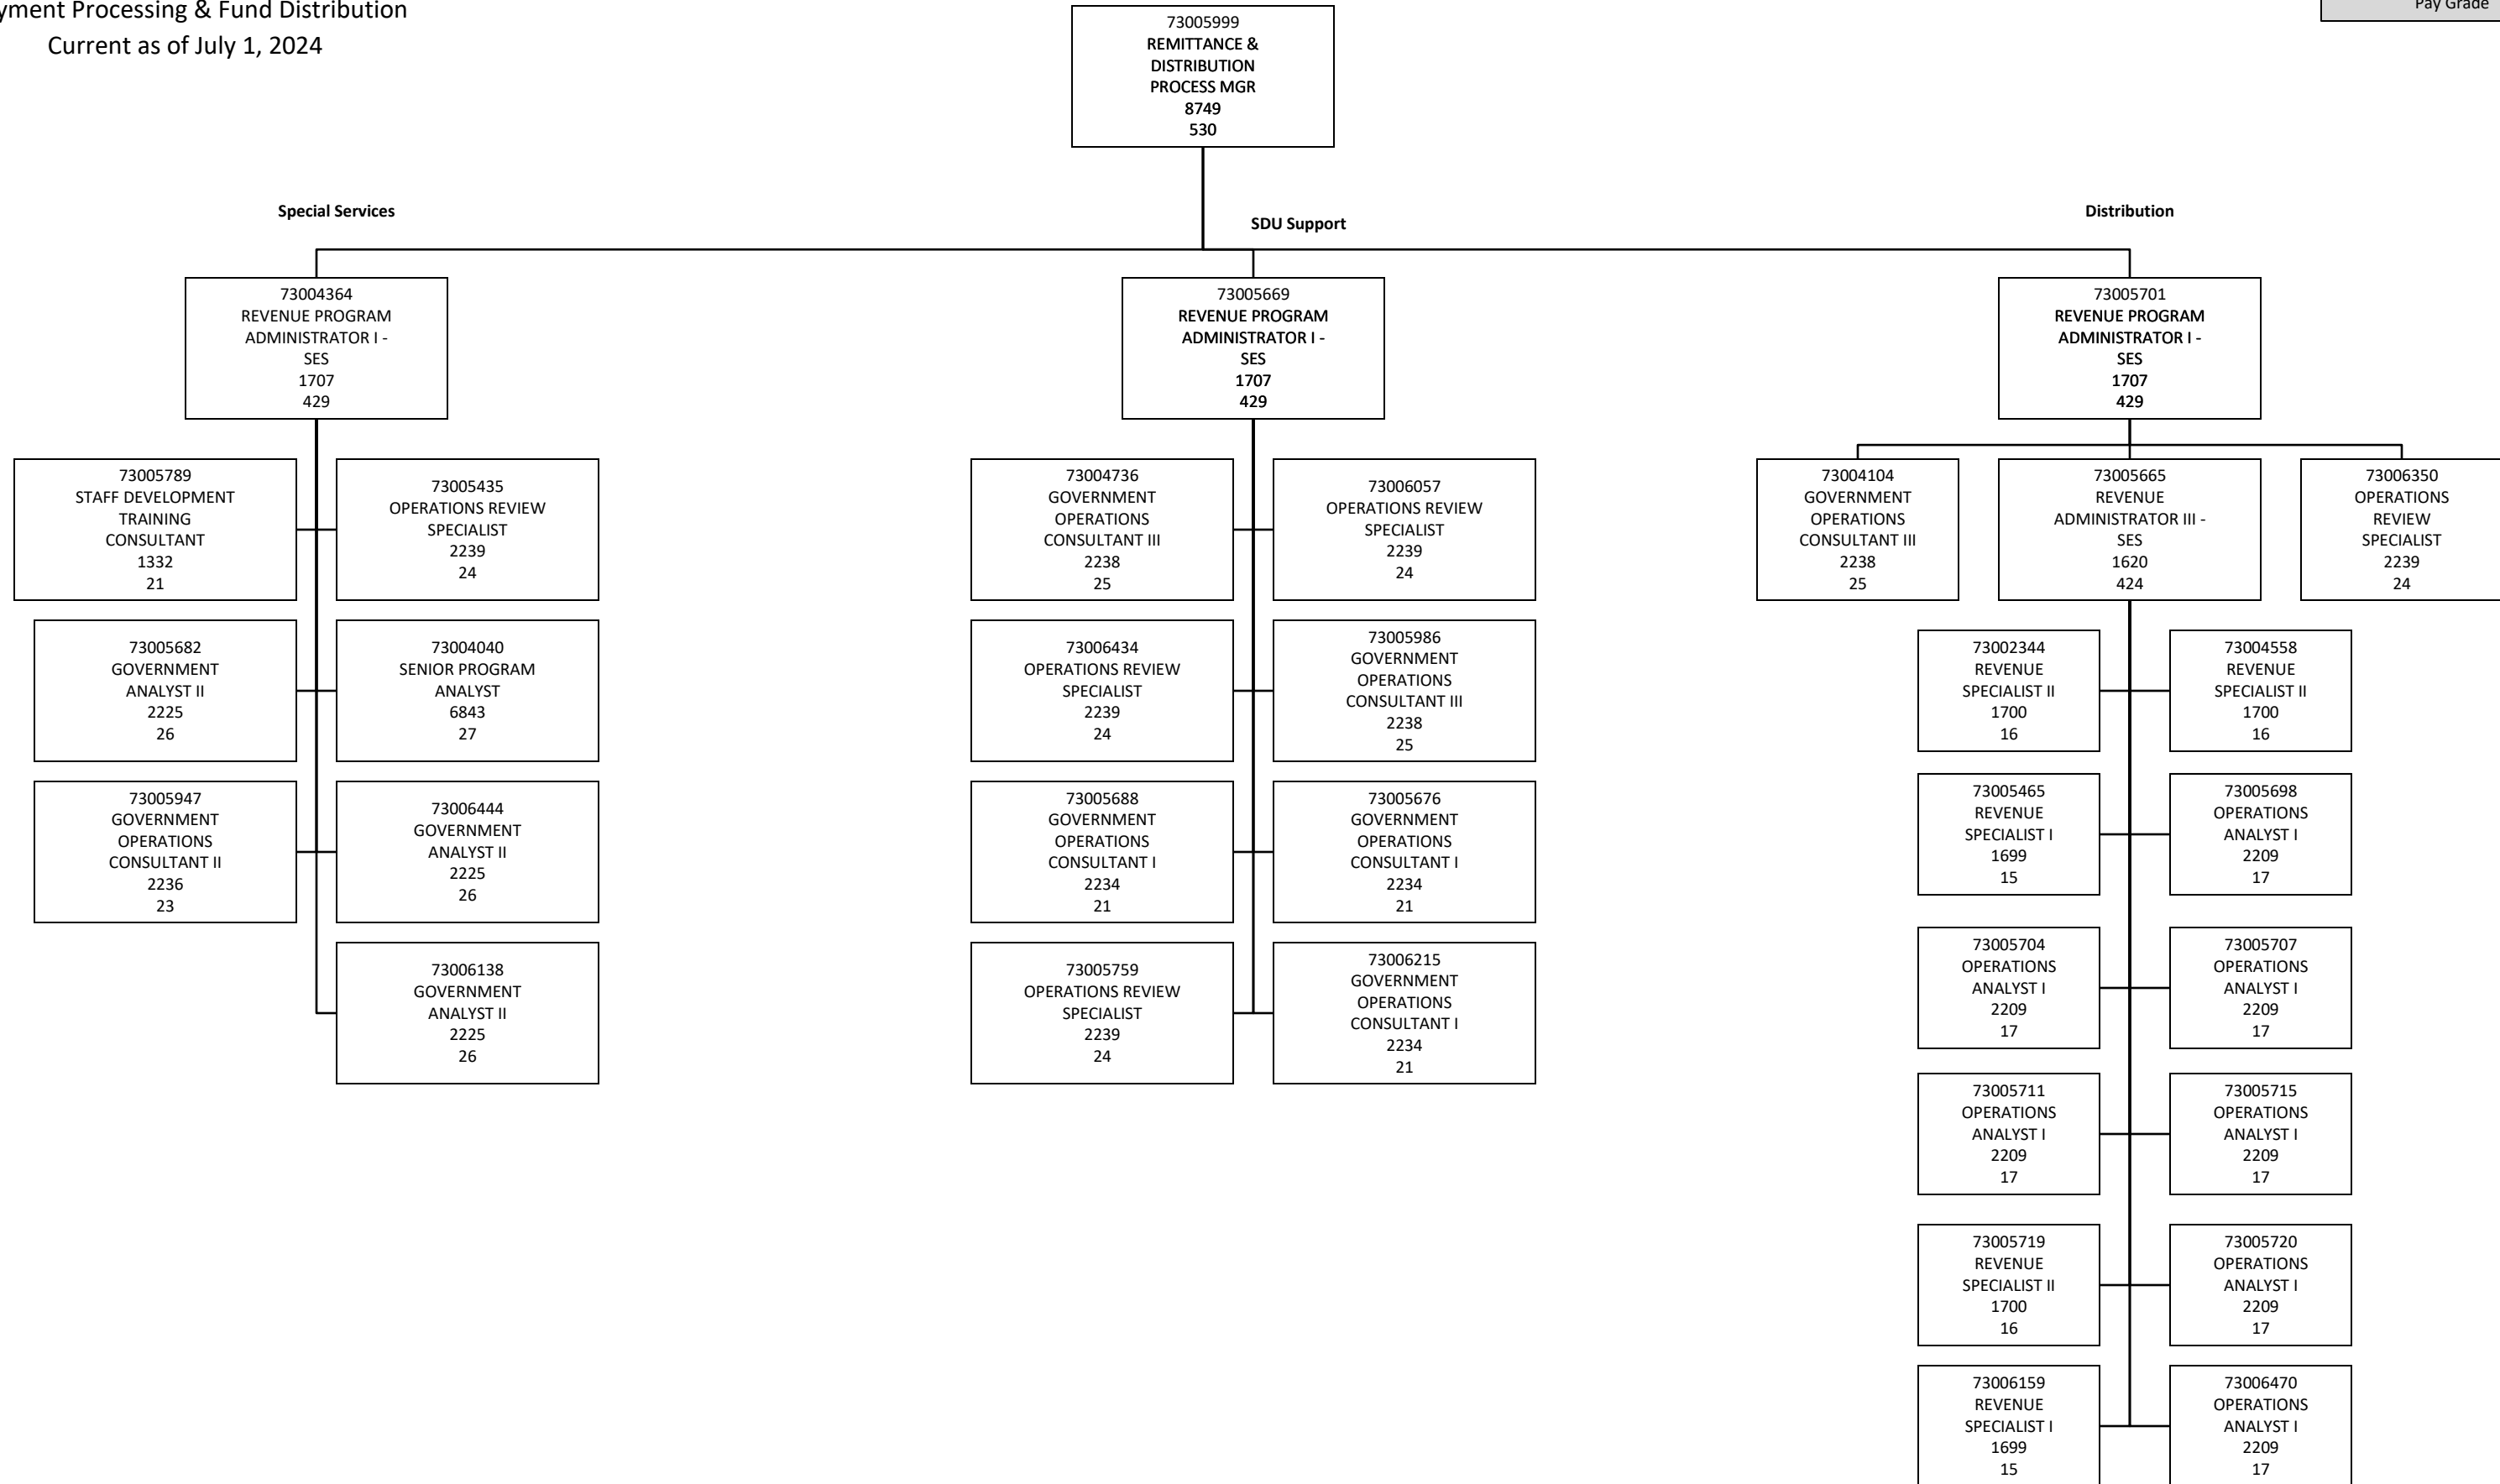 yment Processing & Fund Distribution
Current as of July 1, 2024
Pay Grade
73005999
REMITTANCE &
DISTRIBUTION
PROCESS MGR
8749
530
Special Services
SDU Support
Distribution
73004364
REVENUE PROGRAM
ADMINISTRATOR I -
SES
1707
429
73005669
REVENUE PROGRAM
ADMINISTRATOR I -
SES
1707
429
73005701
REVENUE PROGRAM
ADMINISTRATOR I -
SES
1707
429
73005789
STAFF DEVELOPMENT
TRAINING
CONSULTANT
1332
21
73005435
OPERATIONS REVIEW
SPECIALIST
2239
24
73005682
GOVERNMENT
ANALYST II
2225
26
73004040
SENIOR PROGRAM
ANALYST
6843
27
73005947
GOVERNMENT
OPERATIONS
CONSULTANT II
2236
23
73006444
GOVERNMENT
ANALYST II
2225
26
73006138
GOVERNMENT
ANALYST II
2225
26
73004736
GOVERNMENT
OPERATIONS
CONSULTANT III
2238
25
73006057
OPERATIONS REVIEW
SPECIALIST
2239
24
73006434
OPERATIONS REVIEW
SPECIALIST
2239
24
73005986
GOVERNMENT
OPERATIONS
CONSULTANT III
2238
25
73005688
GOVERNMENT
OPERATIONS
CONSULTANT I
2234
21
73005676
GOVERNMENT
OPERATIONS
CONSULTANT I
2234
21
73005759
OPERATIONS REVIEW
SPECIALIST
2239
24
73006215
GOVERNMENT
OPERATIONS
CONSULTANT I
2234
21
73004104
GOVERNMENT
OPERATIONS
CONSULTANT III
2238
25
73005665
REVENUE
ADMINISTRATOR III -
SES
1620
424
73006350
OPERATIONS
REVIEW
SPECIALIST
2239
24
73002344
REVENUE
SPECIALIST II
1700
16
73004558
REVENUE
SPECIALIST II
1700
16
73005465
REVENUE
SPECIALIST I
1699
15
73005698
OPERATIONS
ANALYST I
2209
17
73005704
OPERATIONS
ANALYST I
2209
17
73005707
OPERATIONS
ANALYST I
2209
17
73005711
OPERATIONS
ANALYST I
2209
17
73005715
OPERATIONS
ANALYST I
2209
17
73005719
REVENUE
SPECIALIST II
1700
16
73005720
OPERATIONS
ANALYST I
2209
17
73006159
REVENUE
SPECIALIST I
1699
15
73006470
OPERATIONS
ANALYST I
2209
17